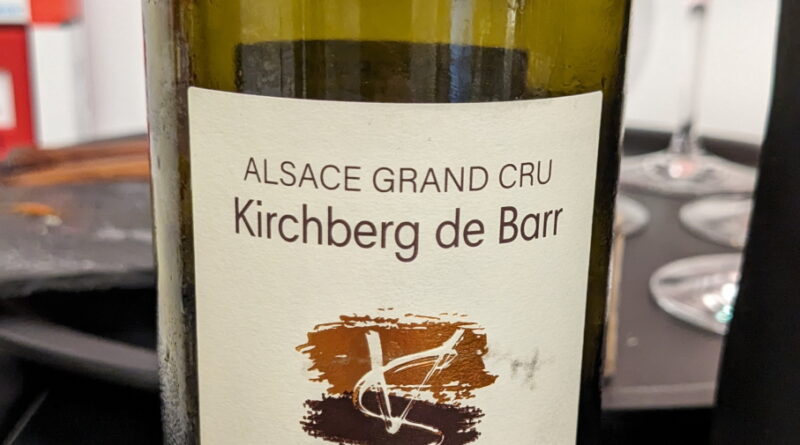 ALSACE GRAND CRU
Kirchberg de Barr